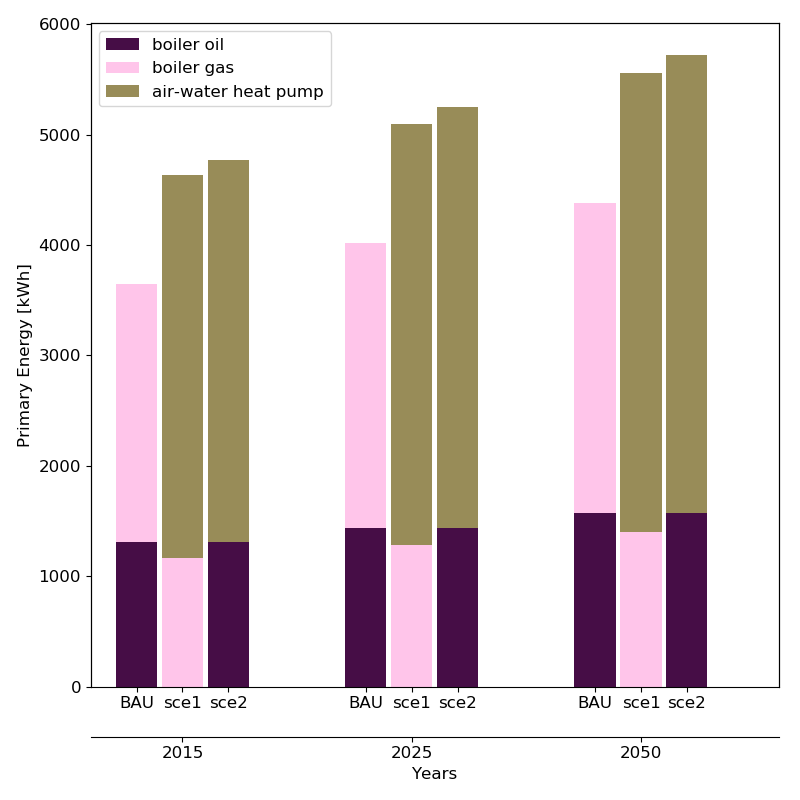 6000
5000
4000
3000
2000
1000
0
Primary Energy [kWh]
boiler oil
boiler gas
air-water heat pump
BAU sce1 sce2 BAU sce1 sce2 BAU sce1 sce2
2015 2025 2050
Years